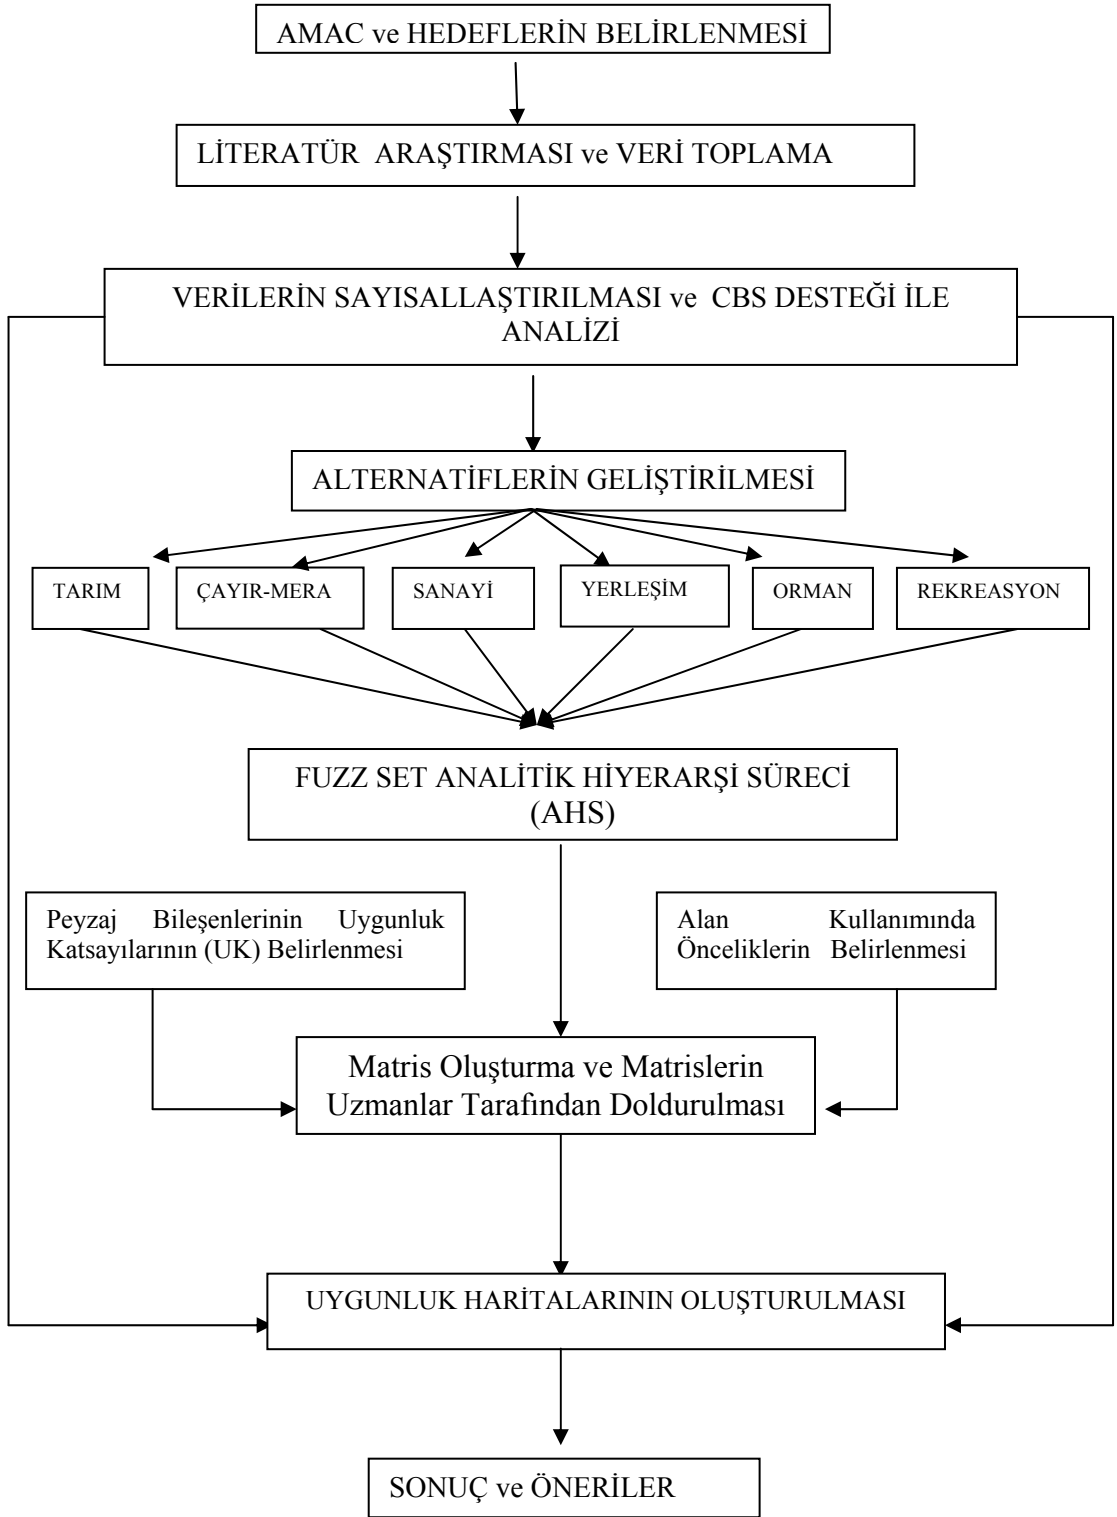 AMAC ve HEDEFLERİN BELİRLENMESİ
LİTERATÜR ARAŞTIRMASI ve VERİ TOPLAMA
VERİLERİN SAYISALLAŞTIRILMASI ve CBS DESTEĞİ İLE
ANALİZİ
ALTERNATİFLERİN GELİŞTİRİLMESİ
TARIM
ÇAYIR-MERA
SANAYİ
YERLEŞİM
ORMAN
REKREASYON
FUZZ SET ANALİTİK HİYERARŞİ SÜRECİ
(AHS)
Peyzaj Bileşenlerinin Uygunluk
Katsayılarının (UK) Belirlenmesi
Alan Kullanımında
Önceliklerin Belirlenmesi
Matris Oluşturma ve Matrislerin
Uzmanlar Tarafından Doldurulması
UYGUNLUK HARİTALARININ OLUŞTURULMASI
SONUÇ ve ÖNERİLER